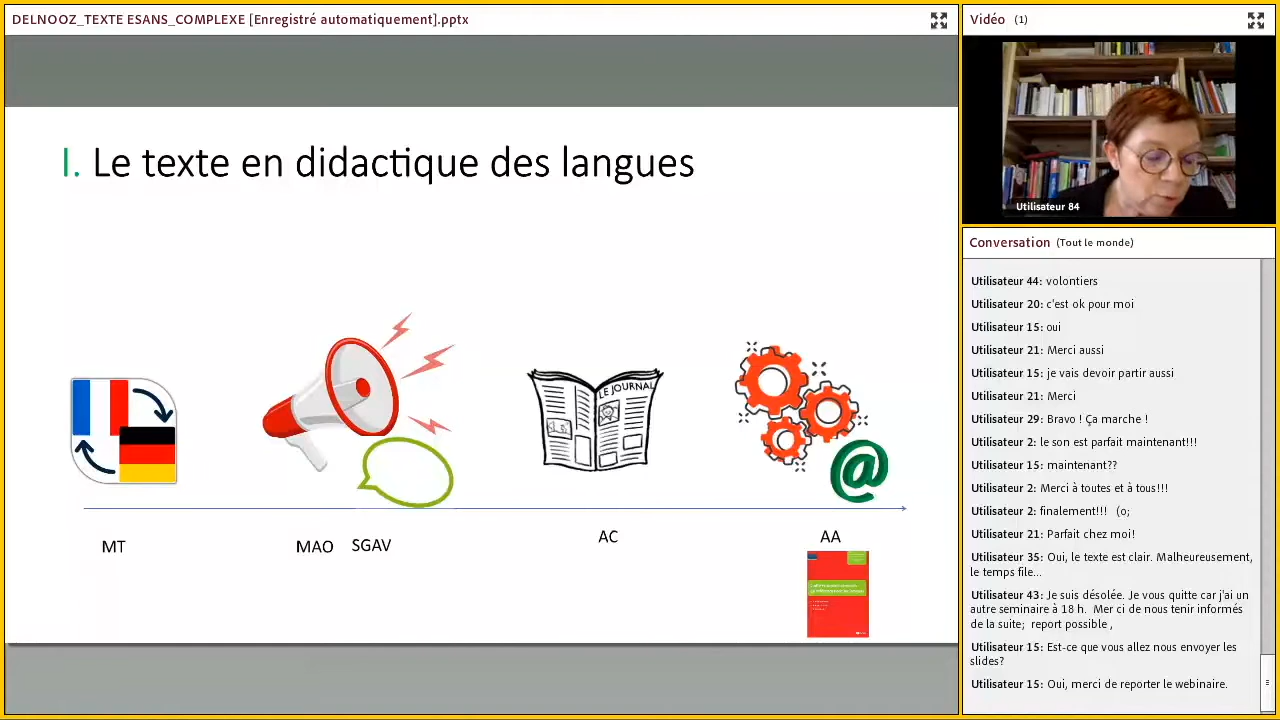 DELNOOZ_TEXTE ESANS_COMPLEXE [Enregistré automatiquement].pptx
I. Le texte en didactique des langues
LE JOURNAL
@
MT
MAO
SGAV
AC
AA
Vidéo (1)
Utilisateur 84
Conversation (Tout le monde)
Utilisateur 44: volontiers
Utilisateur 20: c'est ok pour moi
Utilisateur 15: oui
Utilisateur 21: Merci aussi
Utilisateur 15: je vais devoir partir aussi
Utilisateur 21: Merci
Utilisateur 29: Bravo ! Ça marche !
Utilisateur 2: le son est parfait maintenant!!!
Utilisateur 15: maintenant??
Utilisateur 2: Merci à toutes et à tous!!!
Utilisateur 2: finalement!!! (o;
Utilisateur 21: Parfait chez moi!
Utilisateur 35: Oui, le texte est clair. Malheureusement,
le temps file...
Utilisateur 43: Je suis désolée. Je vous quitte car j'ai un
autre seminaire à 18 h. Mer ci de nous tenir informés
de la suite; report possible ,
Utilisateur 15: Est-ce que vous allez nous envoyer les
slides?
Utilisateur 15: Oui, merci de reporter le webinaire.